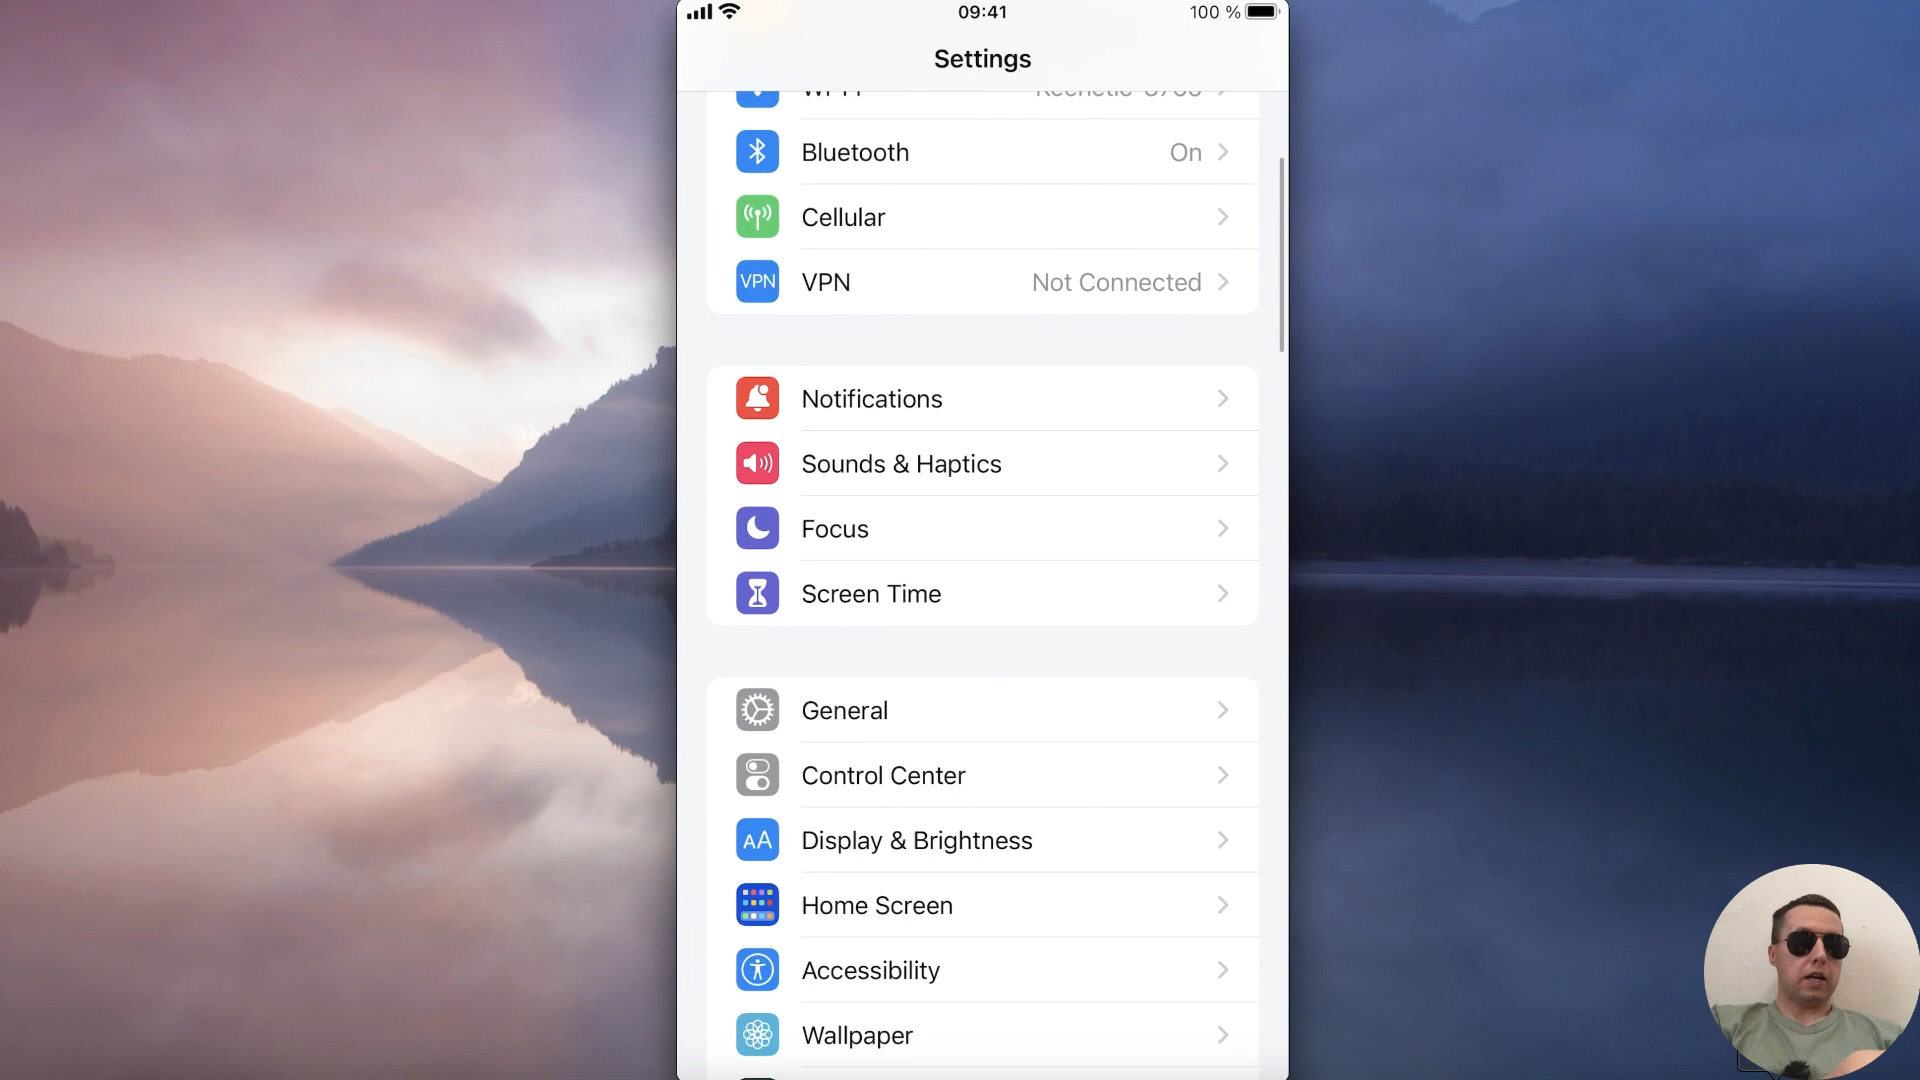 09:41
100 %
Settings
Bluetooth
On
Cellular
VPN
VPN
Not Connected
Notifications
Sounds & Haptics
Focus
Screen Time
General
Control Center
AA
Display & Brightness
Home Screen
Accessibility
Wallpaper